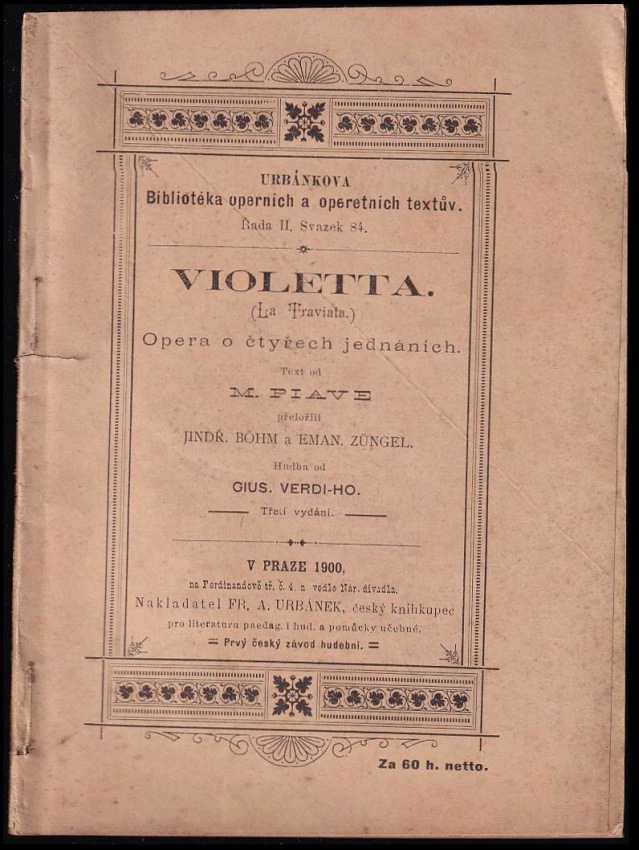 URBÁNKOVA
Bibliotéka operních a operetních textův.
Řada II. Svazek 84.
VIOLETTA.
(La Traviata.)
Opera o čtyřech jednáních.
Text od
M. PIAVE
přeložili
JINDŘ. BÖHM a EMAN. ZÜNGEL.
Hudba od
GIUS. VERDI-HO.
Třetí vydání.
V PRAZE 1900,
na Ferdinandově tř. č. 4. n vedle Nár. divadla.
Nakladatel FR. A. URBÁNEK, český knihkupec
pro literaturu paedag. i hud. a pomůcky učebné.
= Prvý český závod hudební. =
Za 60 h. netto.